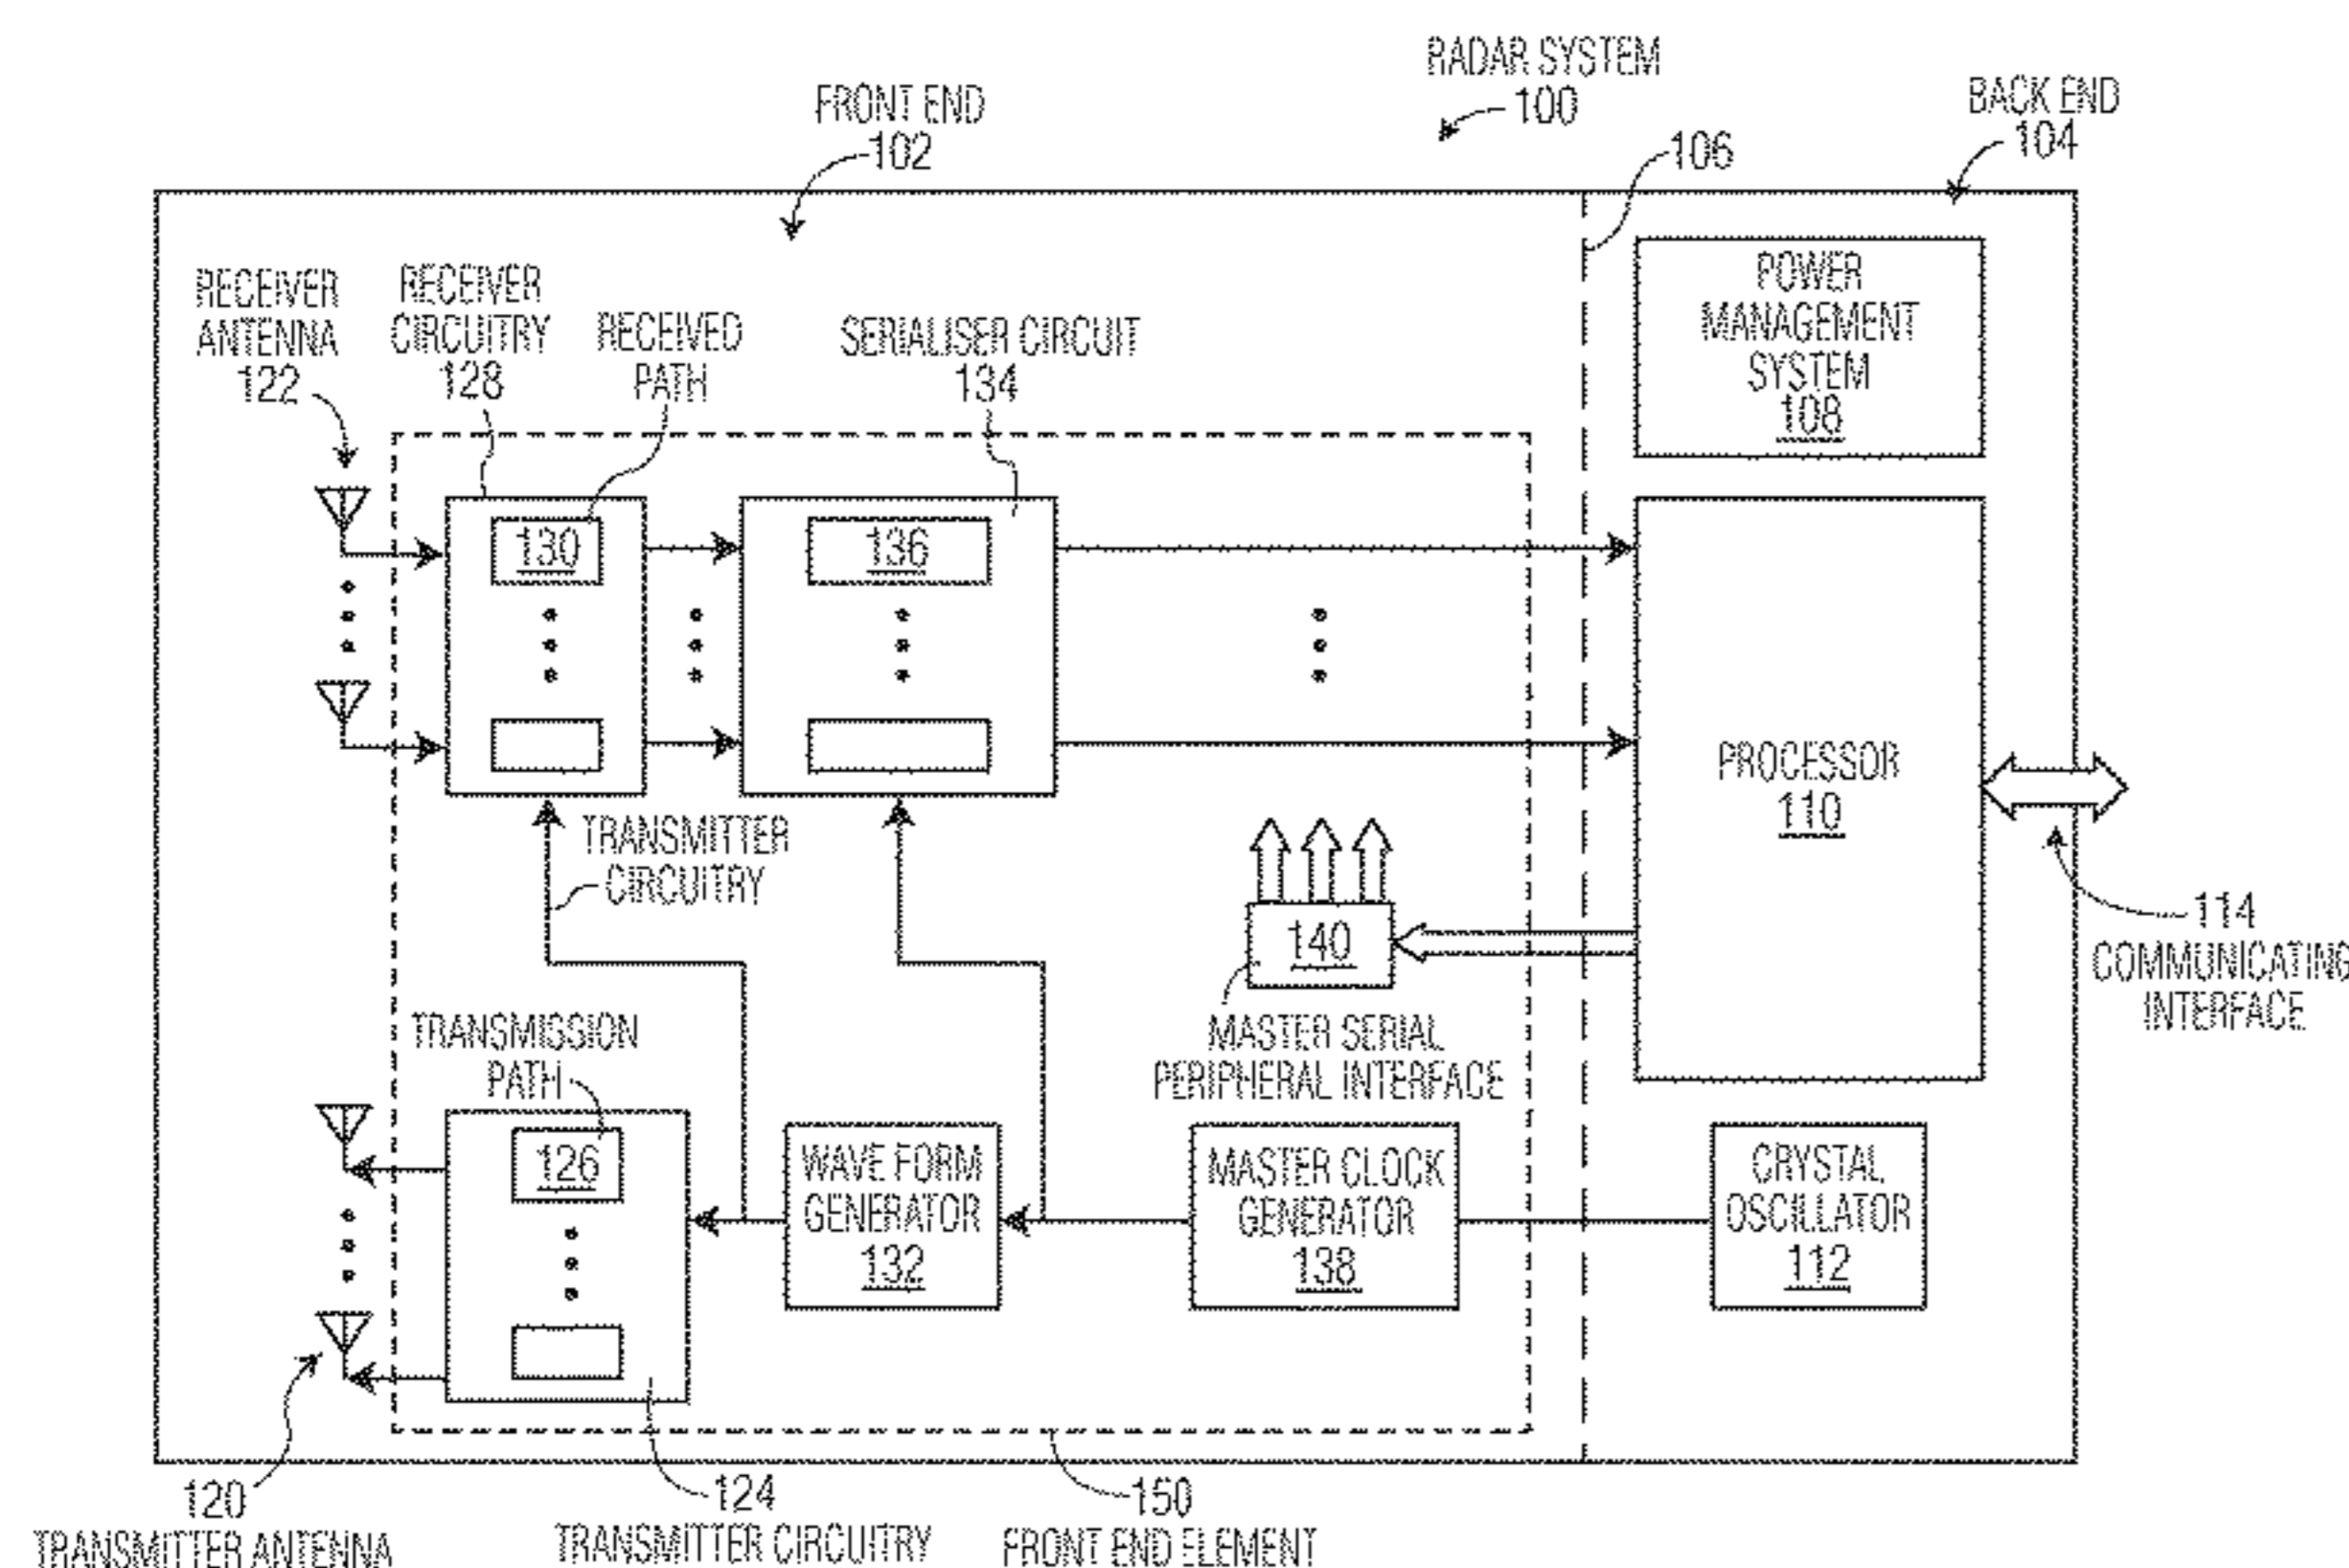 RADAR SYSTEM
100
FRONT END
102
BACK END
104
106
RECEIVER
ANTENNA
122
RECEIVER
CIRCUITRY
128
RECEIVED
PATH
SERIALISER CIRCUIT
134
POWER
MANAGEMENT
SYSTEM
108
130
136
PROCESSOR
110
TRANSMITTER
CIRCUITRY
140
MASTER SERIAL
PERIPHERAL INTERFACE
114
COMMUNICATING
INTERFACE
TRANSMISSION
PATH
126
WAVE FORM
GENERATOR
132
MASTER CLOCK
GENERATOR
138
CRYSTAL
OSCILLATOR
112
120
TRANSMITTER ANTENNA
124
TRANSMITTER CIRCUITRY
150
FRONT END ELEMENT